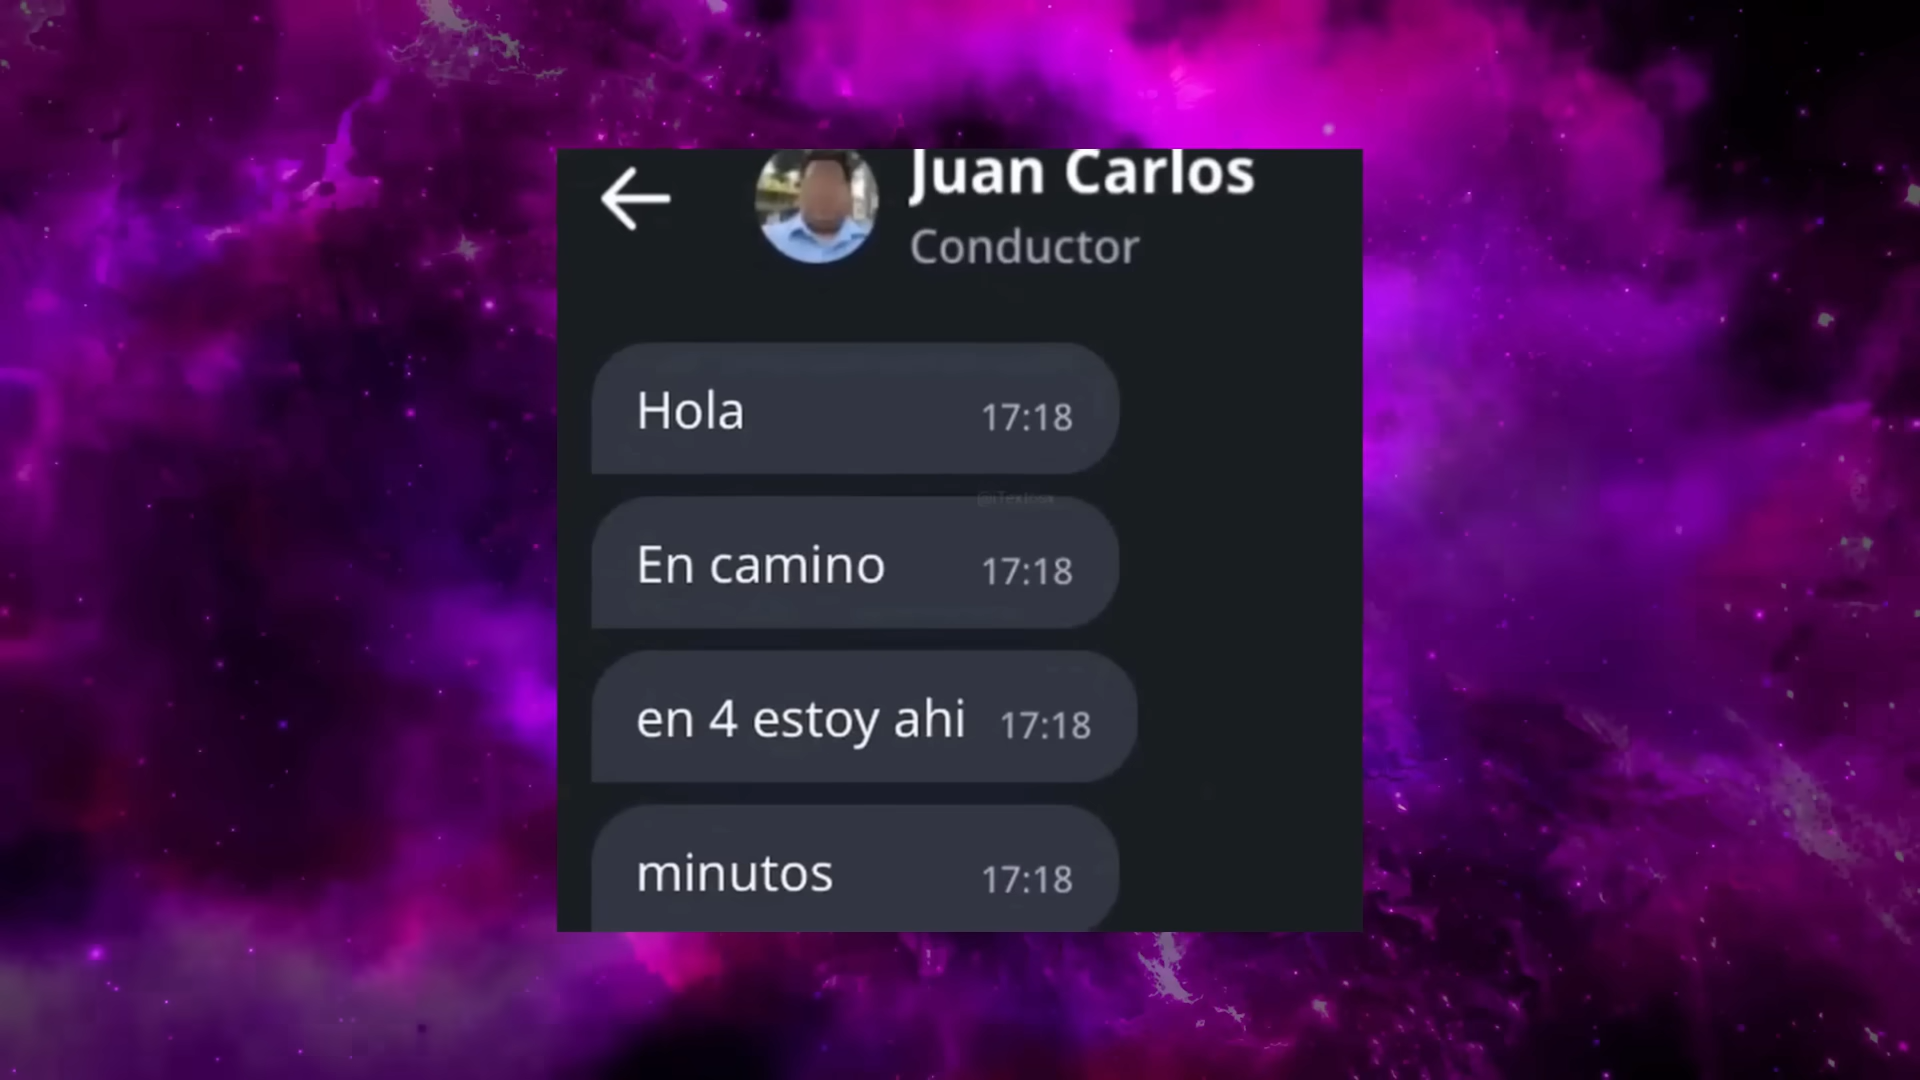 Juan Carlos
Conductor
Hola 17:18
En camino 17:18
en 4 estoy ahi 17:18
minutos 17:18